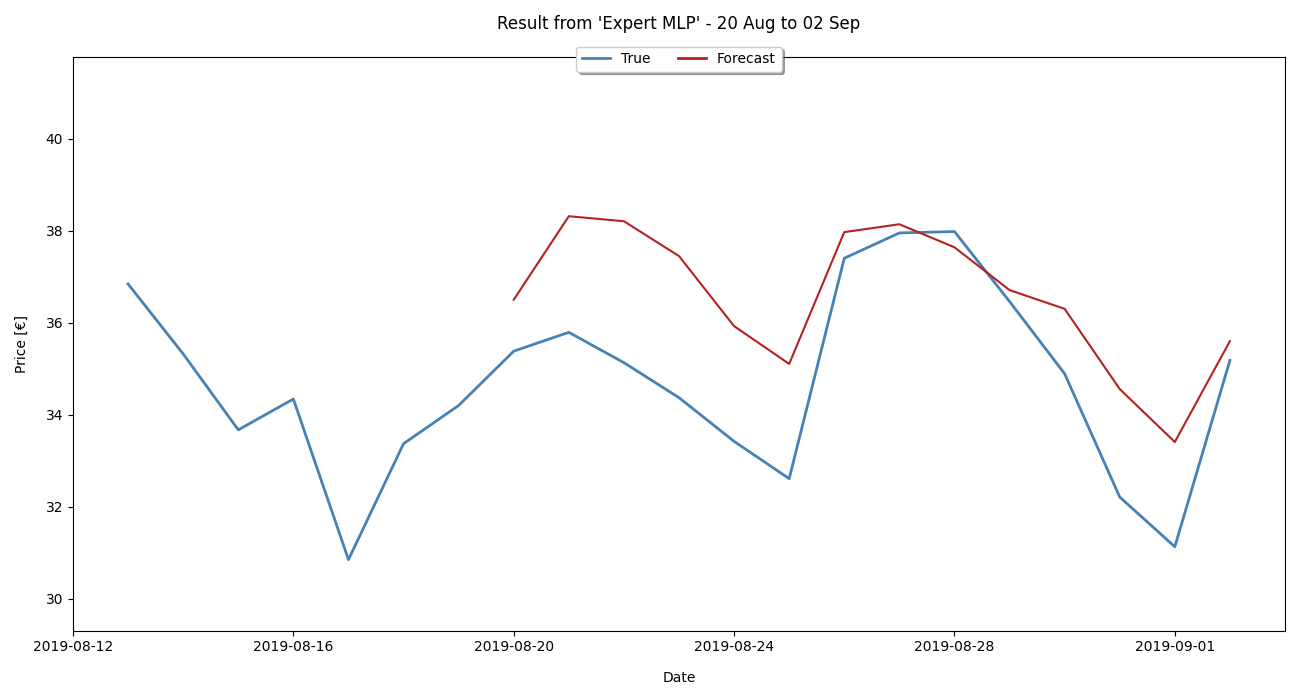 Result from 'Expert MLP' - 20 Aug to 02 Sep
True Forecast
40
38
36
34
32
30
Price [€]
2019-08-12 2019-08-16 2019-08-20 2019-08-24 2019-08-28 2019-09-01
Date